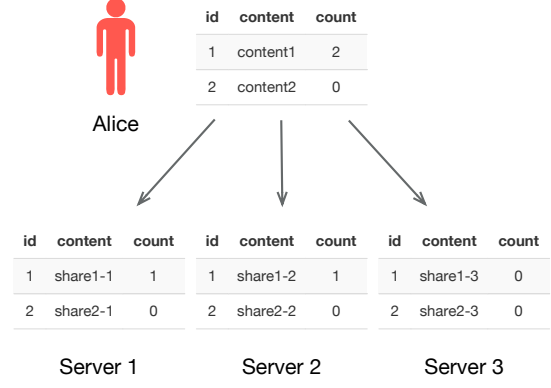 id content count
1 content1 2
2 content2 0
Alice
id content count
1 share1-1 1
2 share2-1 0
id content count
1 share1-2 1
2 share2-2 0
id content count
1 share1-3 0
2 share2-3 0
Server 1
Server 2
Server 3